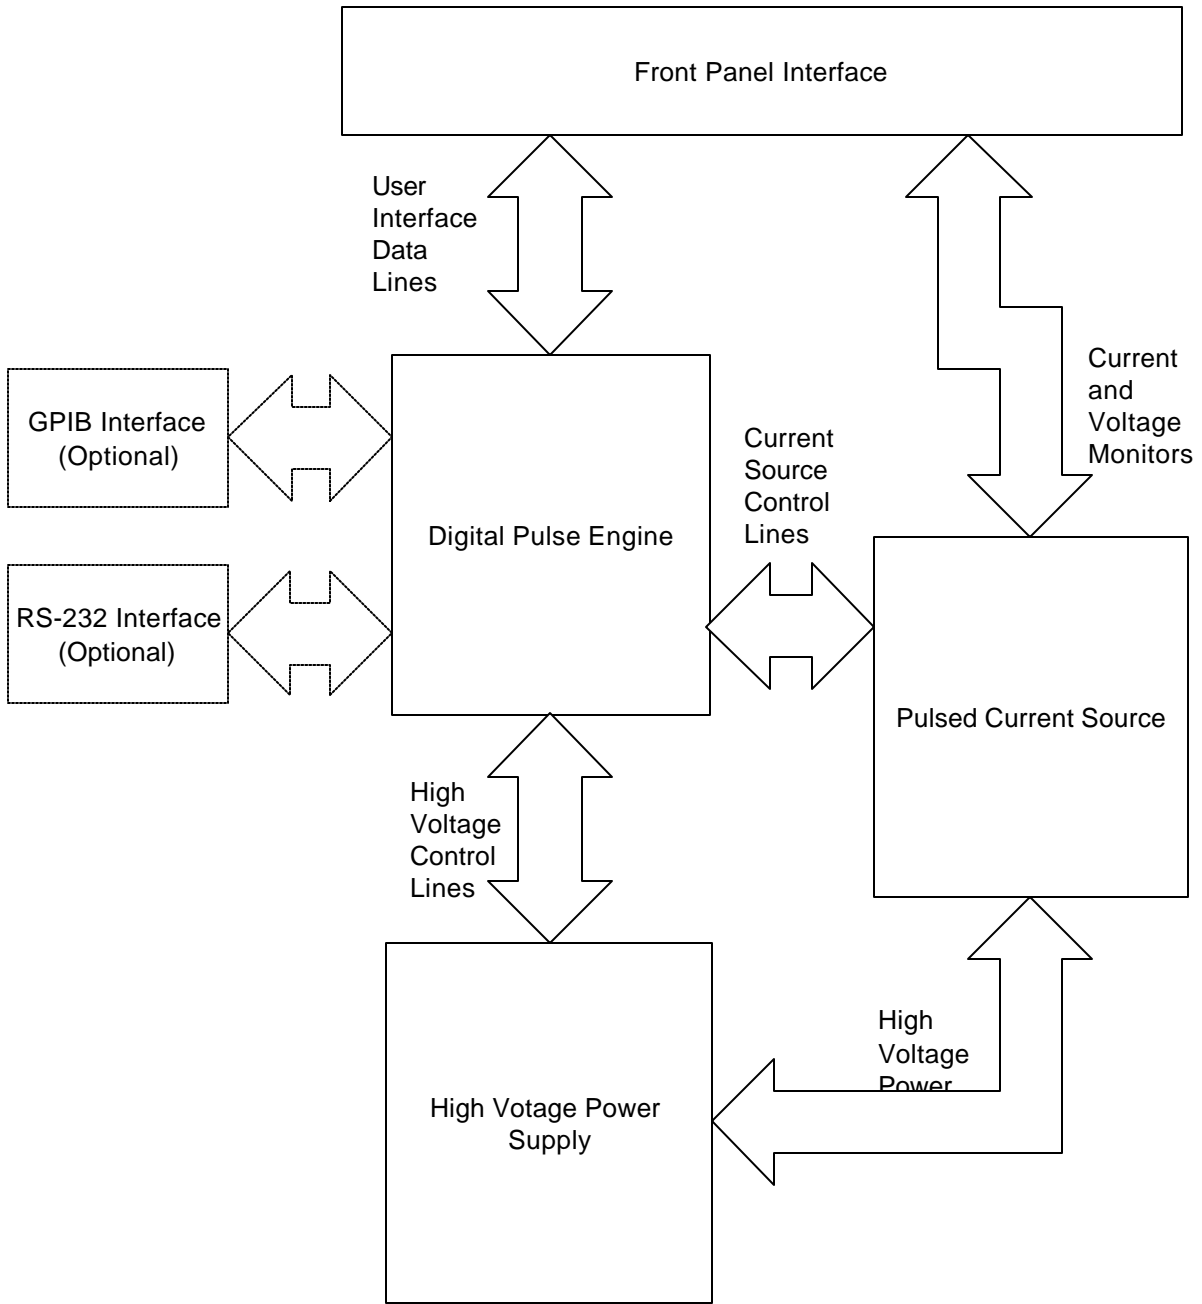 Front Panel Interface
User
Interface
Data
Lines
Current
and
Voltage
Monitors
GPIB Interface
(Optional)
Current
Source
Control
Lines
Digital Pulse Engine
RS-232 Interface
(Optional)
Pulsed Current Source
High
Voltage
Control
Lines
High
Voltage
Power
High Votage Power
Supply